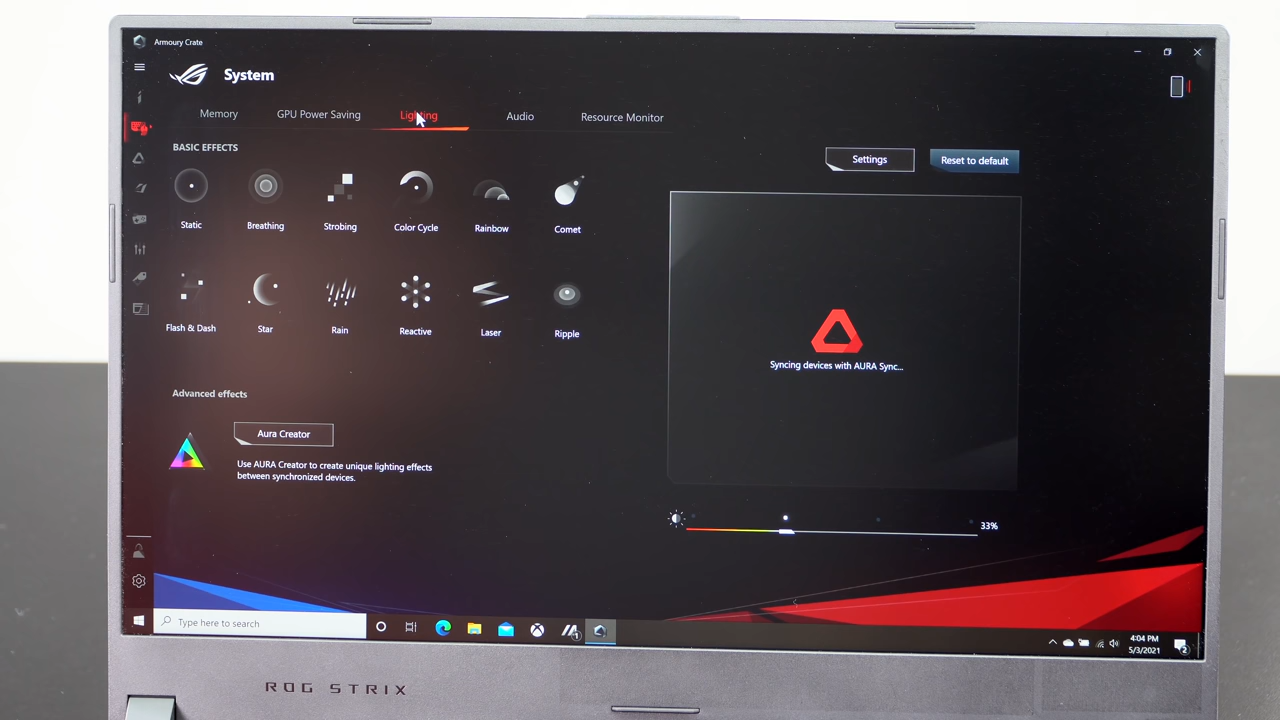 Armoury Crate
System
Memory
GPU Power Saving
Lighting
Audio
Resource Monitor
BASIC EFFECTS
Settings
Reset to default
Static
Breathing
Strobing
Color Cycle
Rainbow
Comet
Flash & Dash
Star
Rain
Reactive
Laser
Ripple
Syncing devices with AURA Sync...
Advanced effects
Aura Creator
Use AURA Creator to create unique lighting effects
between synchronized devices.
33%
Type here to search
1
4:04 PM
5/3/2021
2
ROG STRIX